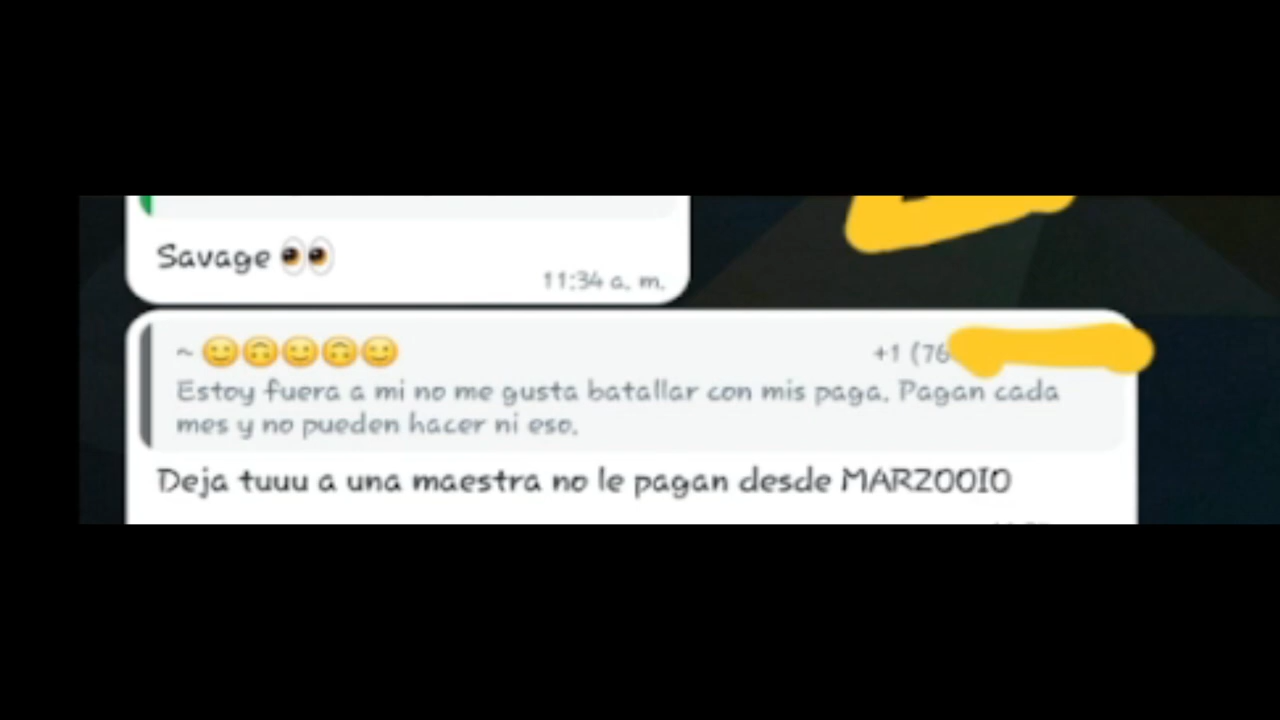 Savage 👀
11:34 a. m.
~ 🙂🙃🙂🙃🙂 +1 (76
Estoy fuera a mi no me gusta batallar con mis paga. Pagan cada
mes y no pueden hacer ni eso.
Deja tuuu a una maestra no le pagan desde MARZOOIO